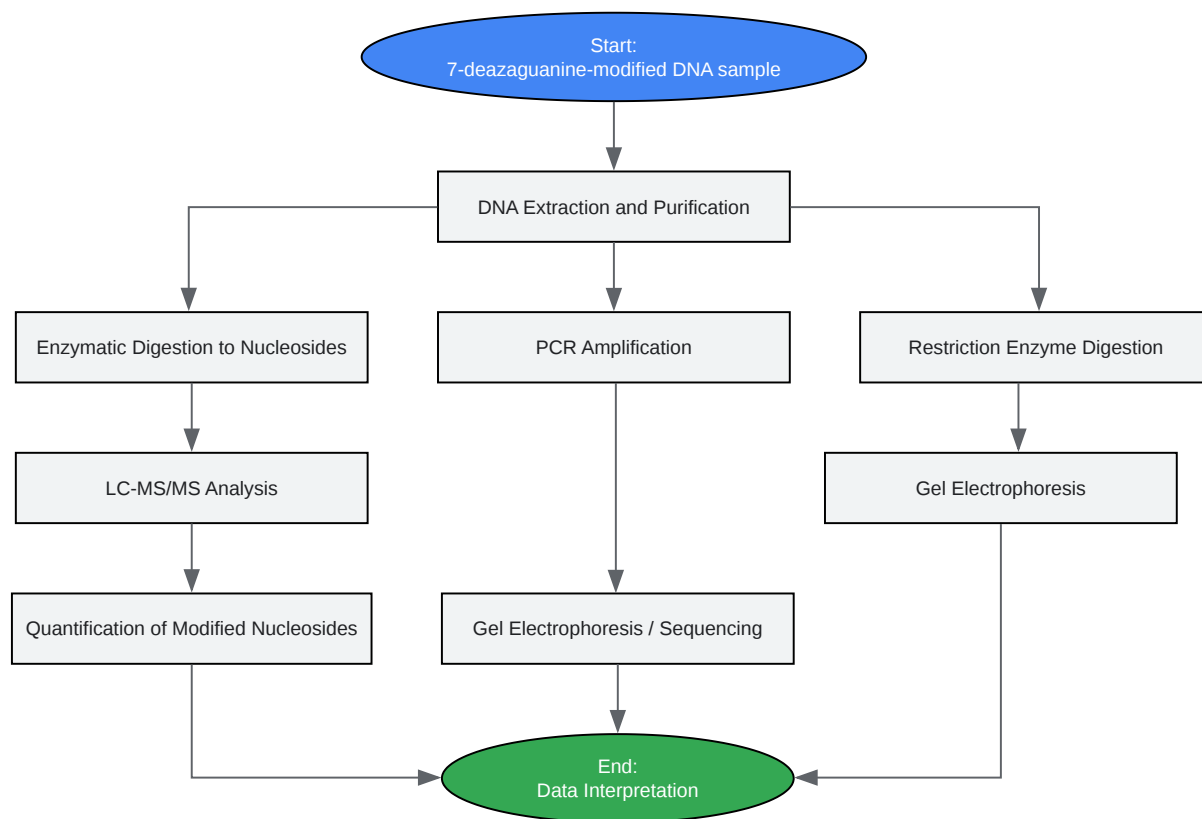 Start:
7-deazaguanine-modified DNA sample
DNA Extraction and Purification
Enzymatic Digestion to Nucleosides
PCR Amplification
Restriction Enzyme Digestion
LC-MS/MS Analysis
Gel Electrophoresis
Quantification of Modified Nucleosides
Gel Electrophoresis / Sequencing
End:
Data Interpretation